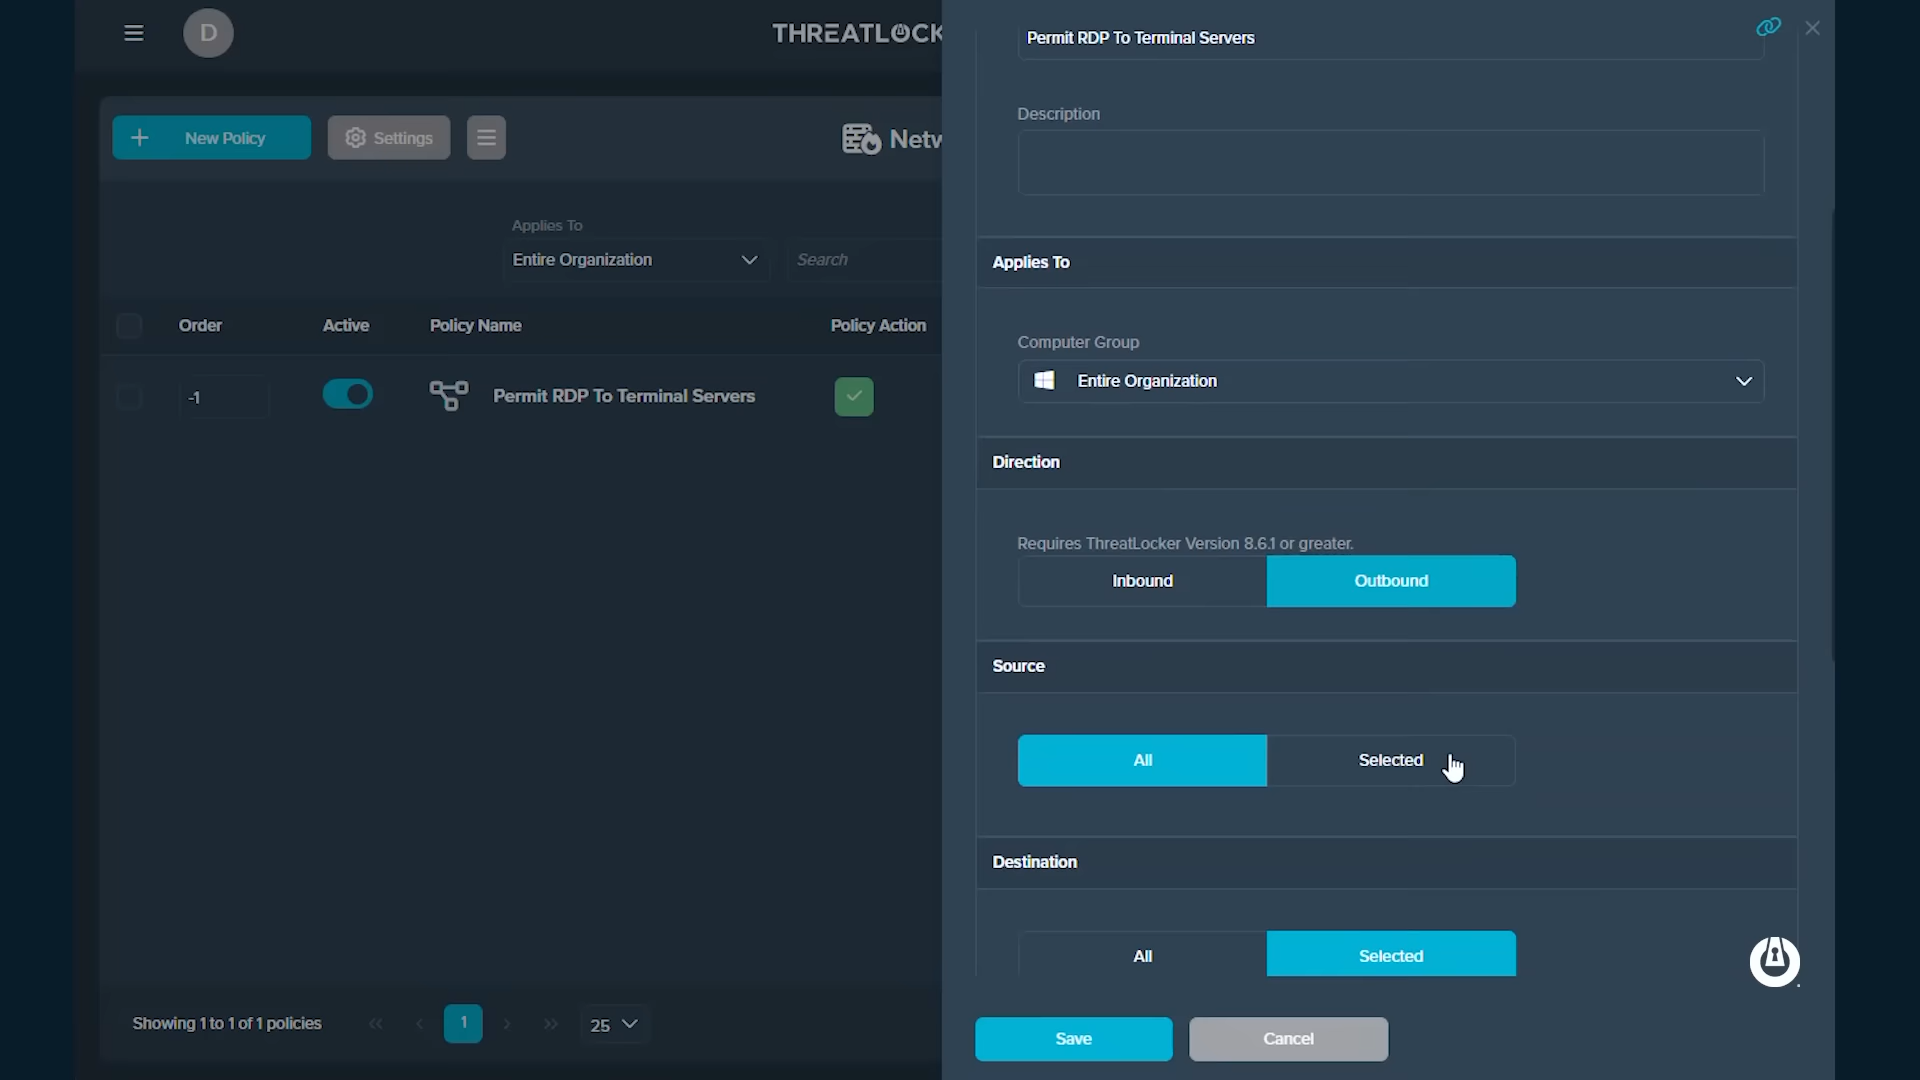 D
THREATLOCK
New Policy
Settings
Netw
Applies To
Entire Organization
Search
Order
Active
Policy Name
Policy Action
-1
Permit RDP To Terminal Servers
Showing 1 to 1 of 1 policies
«
‹
1
›
»
25
Permit RDP To Terminal Servers
Description
Applies To
Computer Group
Entire Organization
Direction
Requires ThreatLocker Version 8.6.1 or greater.
Inbound
Outbound
Source
All
Selected
Destination
All
Selected
Save
Cancel